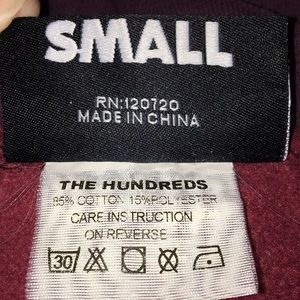 SMALL
RN:120720
MADE IN CHINA
THE HUNDREDS
85% COTTON 15%POLYESTER
CARE INSTRUCTION
ON REVERSE
30